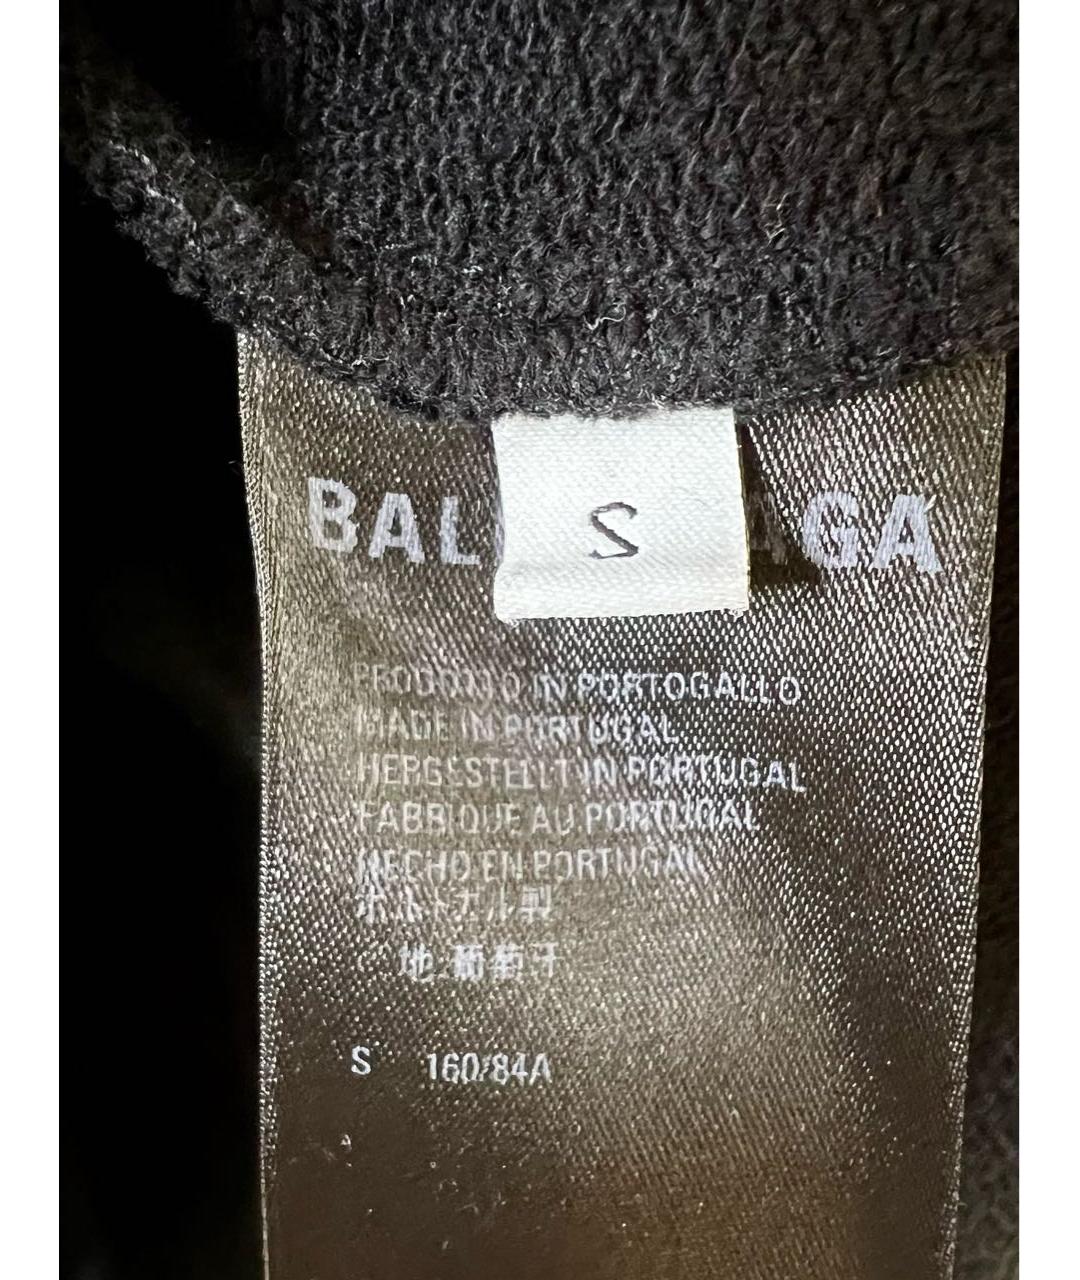 BAL
AGA
S
PRODOTTO IN PORTOGALLO
MADE IN PORTUGAL
HERGESTELLT IN PORTUGAL
FABRIQUE AU PORTUGAL
HECHO EN PORTUGAL
ポルトガル製
地:葡萄牙
S 160/84A